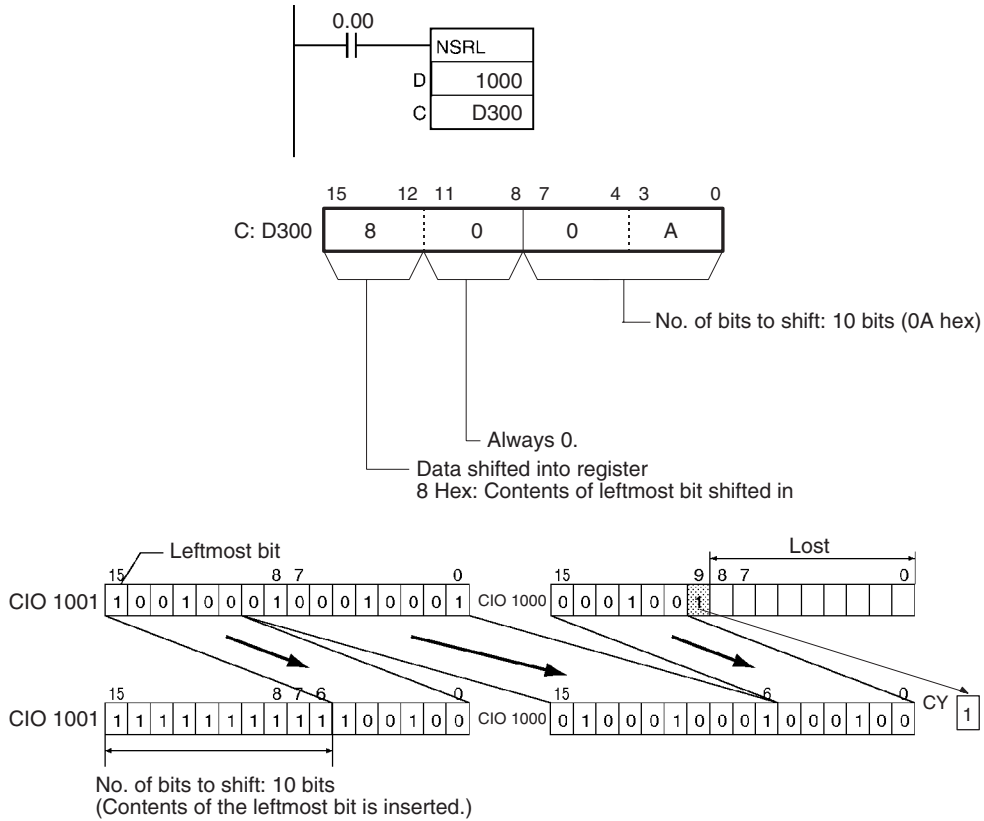 0.00
NSRL
D 1000
C D300
15 12 11 8 7 4 3 0
C: D300 8 0 0 A
No. of bits to shift: 10 bits (0A hex)
Always 0.
Data shifted into register
8 Hex: Contents of leftmost bit shifted in
Leftmost bit
Lost
15 8 7 0 15 9 8 7 0
CIO 1001 1 0 0 1 0 0 0 1 0 0 0 1 0 0 0 1 CIO 1000 0 0 0 1 0 0 1
15 8 7 6 0 15 6 0
CIO 1001 1 1 1 1 1 1 1 1 1 1 1 0 0 1 0 0 CIO 1000 0 1 0 0 0 1 0 0 0 1 0 0 0 1 0 0 CY 1
No. of bits to shift: 10 bits
(Contents of the leftmost bit is inserted.)